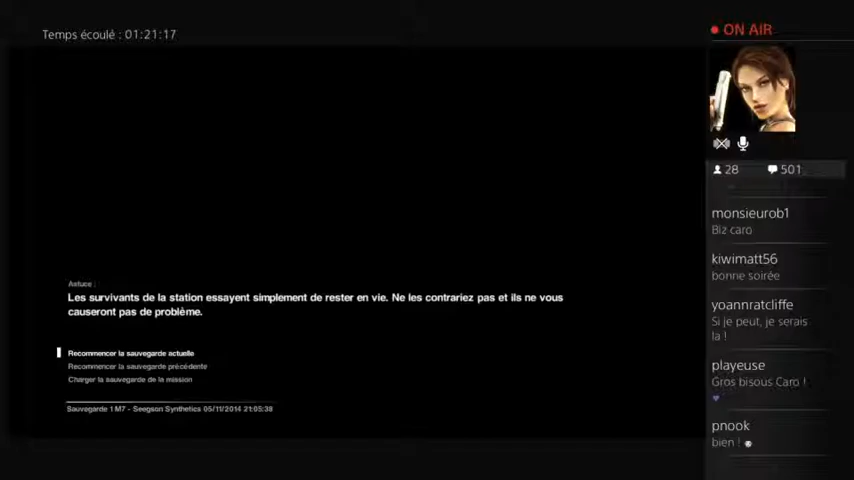 Temps écoulé : 01:21:17
ON AIR
28 501
monsieurob1
Biz caro
kiwimatt56
bonne soirée
yoannratcliffe
Si je peut, je serais
la !
playeuse
Gros bisous Caro !
pnook
bien !
Astuce :
Les survivants de la station essayent simplement de rester en vie. Ne les contrariez pas et ils ne vous
causeront pas de problème.
Recommencer la sauvegarde actuelle
Recommencer la sauvegarde précédente
Charger la sauvegarde de la mission
Sauvegarde 1 M7 - Seegson Synthetics 05/11/2014 21:05:38